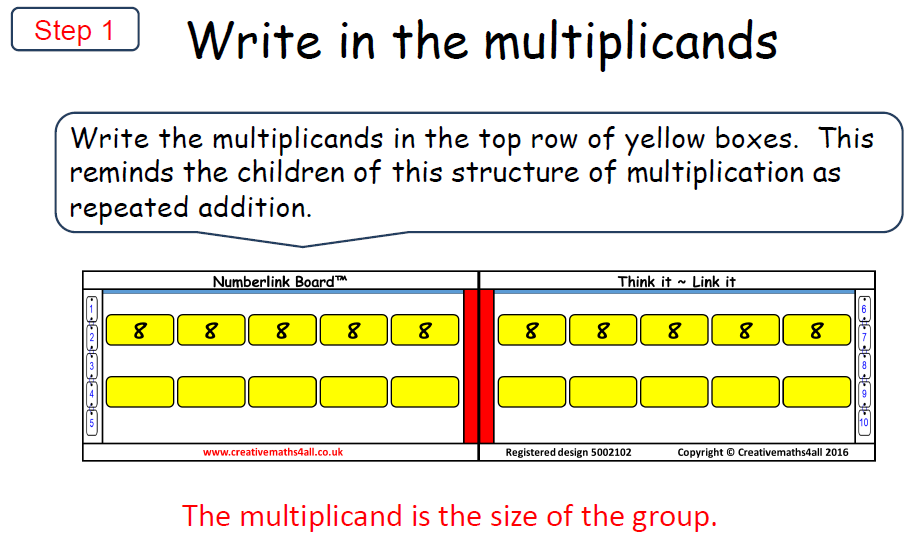 Step 1
Write in the multiplicands
Write the multiplicands in the top row of yellow boxes. This
reminds the children of this structure of multiplication as
repeated addition.
Numberlink Board™ Think it ~ Link it
1 6
8 8 8 8 8 8 8 8 8 8
2 7
3 8
4 9
5 10
www.creativemaths4all.co.uk Registered design 5002102 Copyright © Creativemaths4all 2016
The multiplicand is the size of the group.